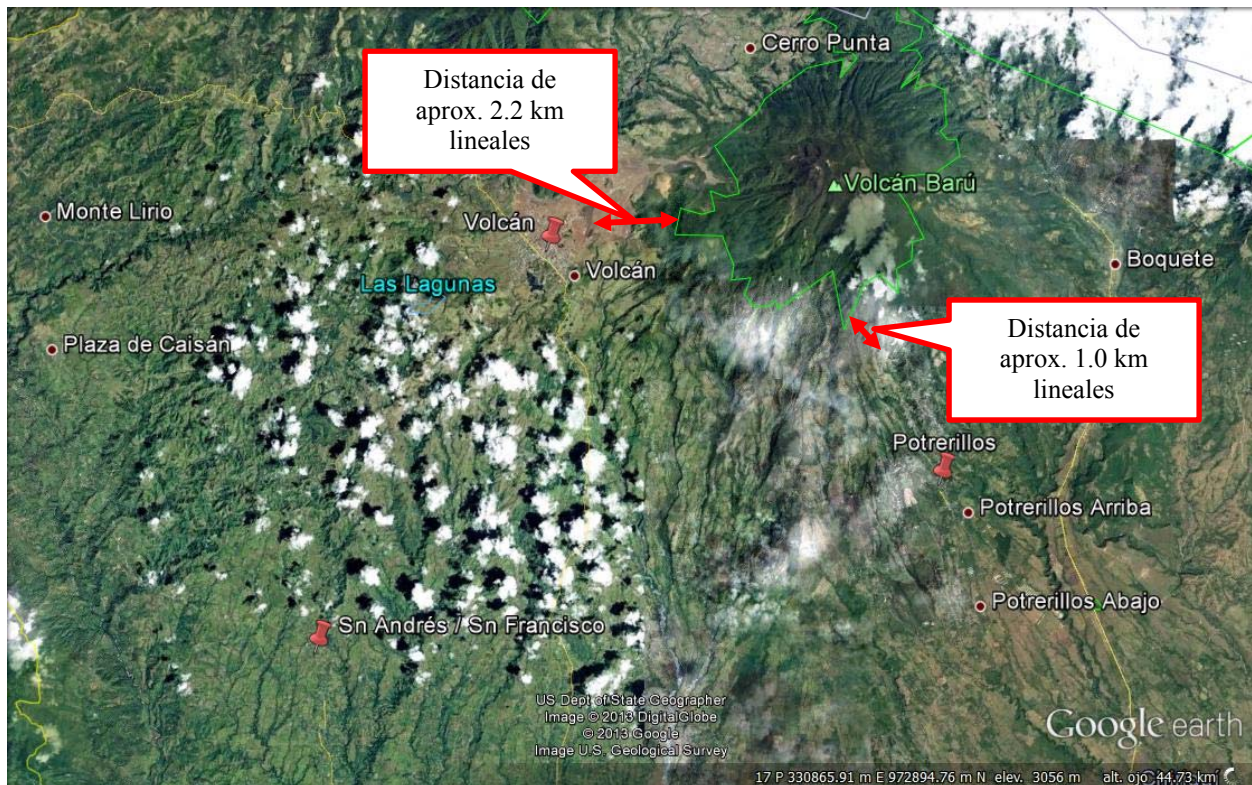 Cerro Punta
Distancia de
aprox. 2.2 km
lineales
Volcán Barú
Monte Lirio
Volcán
Boquete
Volcán
Las Lagunas
Distancia de
aprox. 1.0 km
lineales
Plaza de Caisán
Potrerillos
Potrerillos Arriba
Potrerillos Abajo
Sn Andrés / Sn Francisco
US Dept of State Geographer
Image © 2013 DigitalGlobe
© 2013 Google
Image U.S. Geological Survey
Google earth
17 P 330865.91 m E 972894.76 m N elev. 3056 m alt. ojo 44.73 km